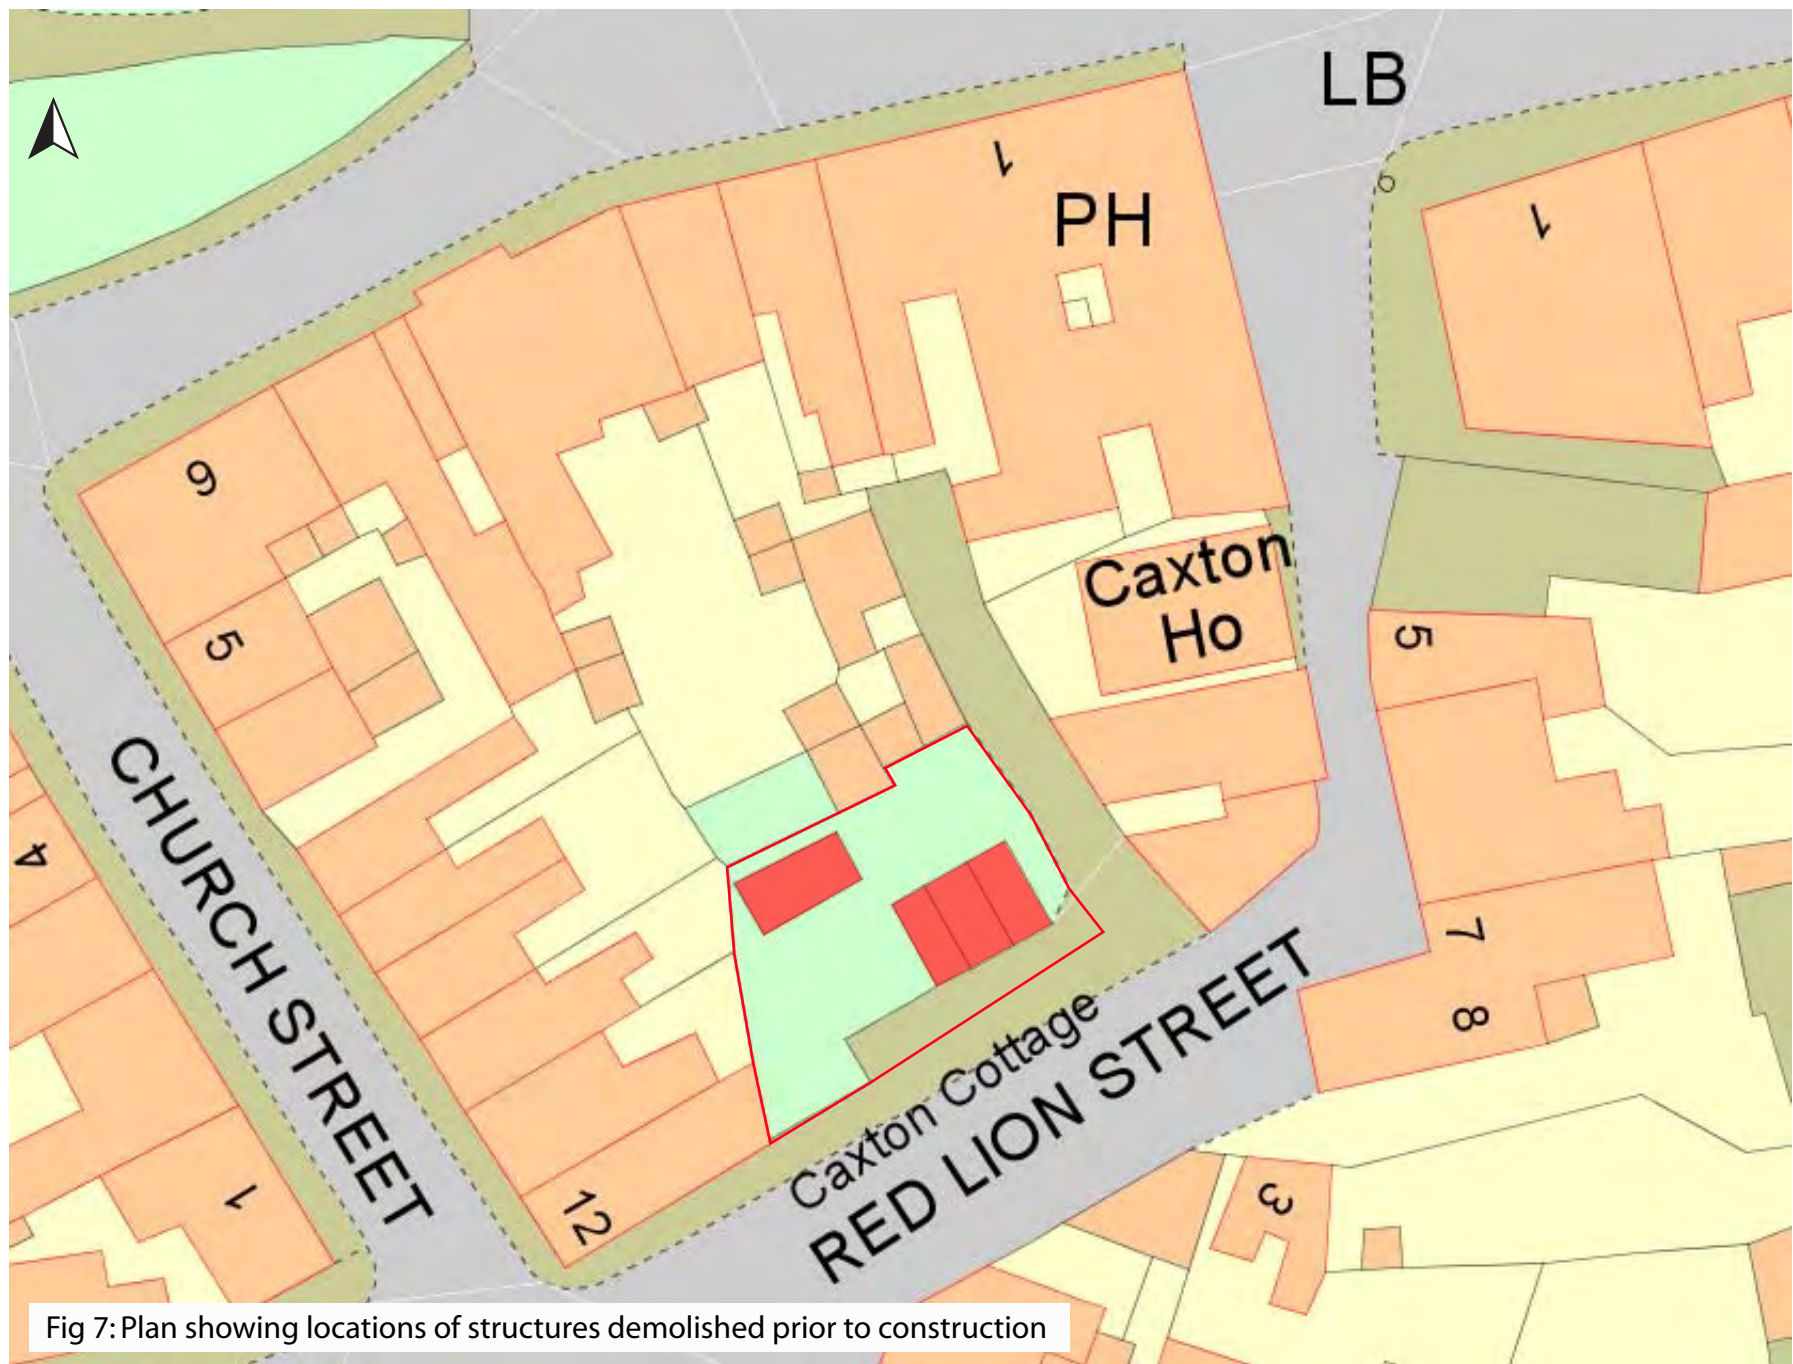 LB
1
PH
1
6
Caxton
Ho
5
5
CHURCH STREET
4
7
8
Caxton Cottage
RED LION STREET
1
12
3
Fig 7: Plan showing locations of structures demolished prior to construction